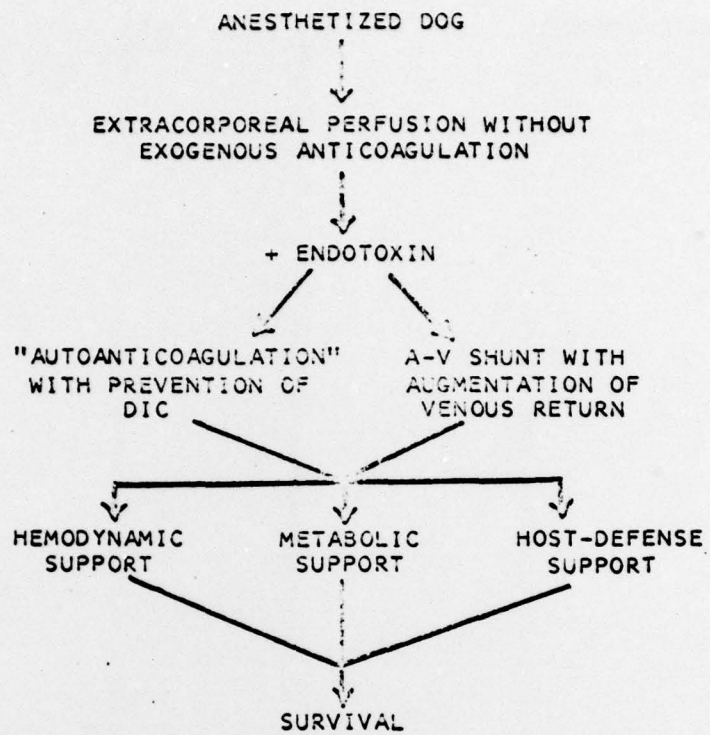 ANESTHETIZED DOG
EXTRACORPOREAL PERFUSION WITHOUT
EXOGENOUS ANTICOAGULATION
+ ENDOTOXIN
"AUTOANTICOAGULATION"
WITH PREVENTION OF
DIC
A-V SHUNT WITH
AUGMENTATION OF
VENOUS RETURN
HEMODYNAMIC
SUPPORT
METABOLIC
SUPPORT
HOST-DEFENSE
SUPPORT
SURVIVAL